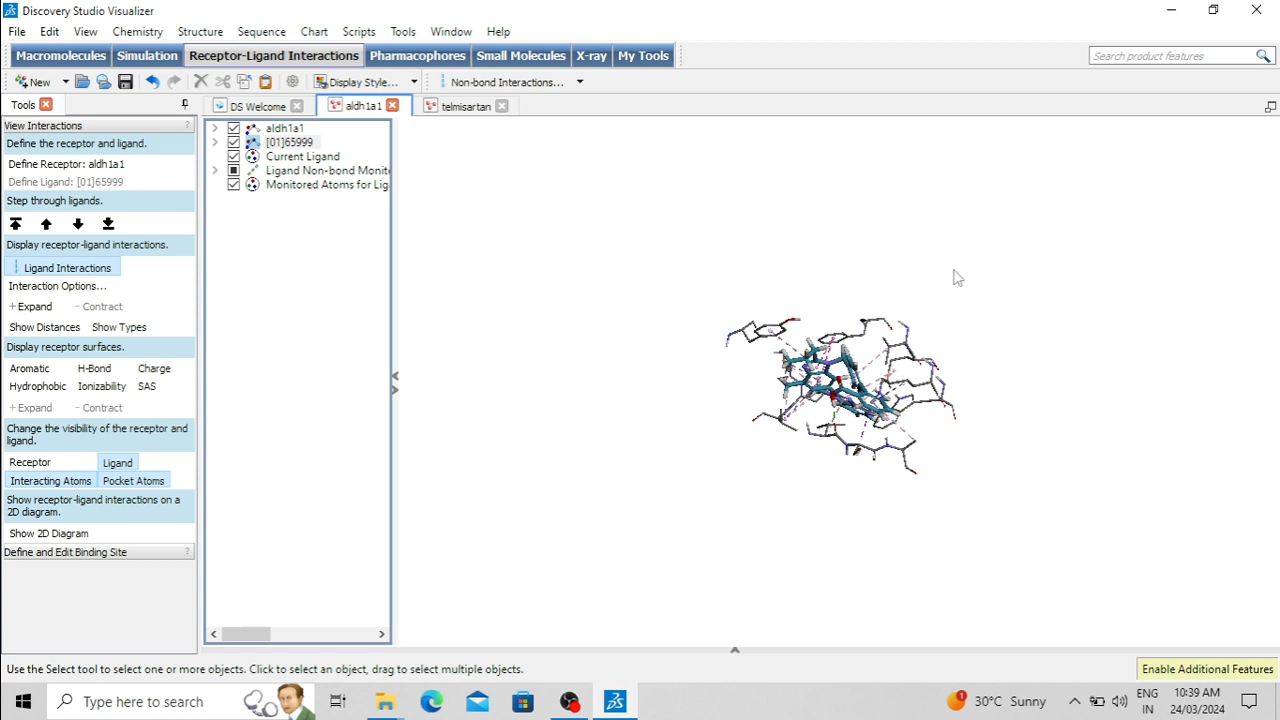 Discovery Studio Visualizer
File Edit View Chemistry Structure Sequence Chart Scripts Tools Window Help
Macromolecules Simulation Receptor-Ligand Interactions Pharmacophores Small Molecules X-ray My Tools Search product features
New Display Style... Non-bond Interactions...
Tools DS Welcome aldh1a1 telmisartan
View Interactions ?
Define the receptor and ligand.
Define Receptor: aldh1a1
Define Ligand: [01]65999
Step through ligands.
Display receptor-ligand interactions.
Ligand Interactions
Interaction Options...
+ Expand - Contract
Show Distances Show Types
Display receptor surfaces.
Aromatic H-Bond Charge
Hydrophobic Ionizability SAS
+ Expand - Contract
Change the visibility of the receptor and
ligand.
Receptor Ligand
Interacting Atoms Pocket Atoms
Show receptor-ligand interactions on a
2D diagram.
Show 2D Diagram
Define and Edit Binding Site ?
aldh1a1
[01]65999
Current Ligand
Ligand Non-bond Monit
Monitored Atoms for Lig
Use the Select tool to select one or more objects. Click to select an object, drag to select multiple objects.
Enable Additional Features
Type here to search
1
30°C Sunny
ENG
IN
10:39 AM
24/03/2024